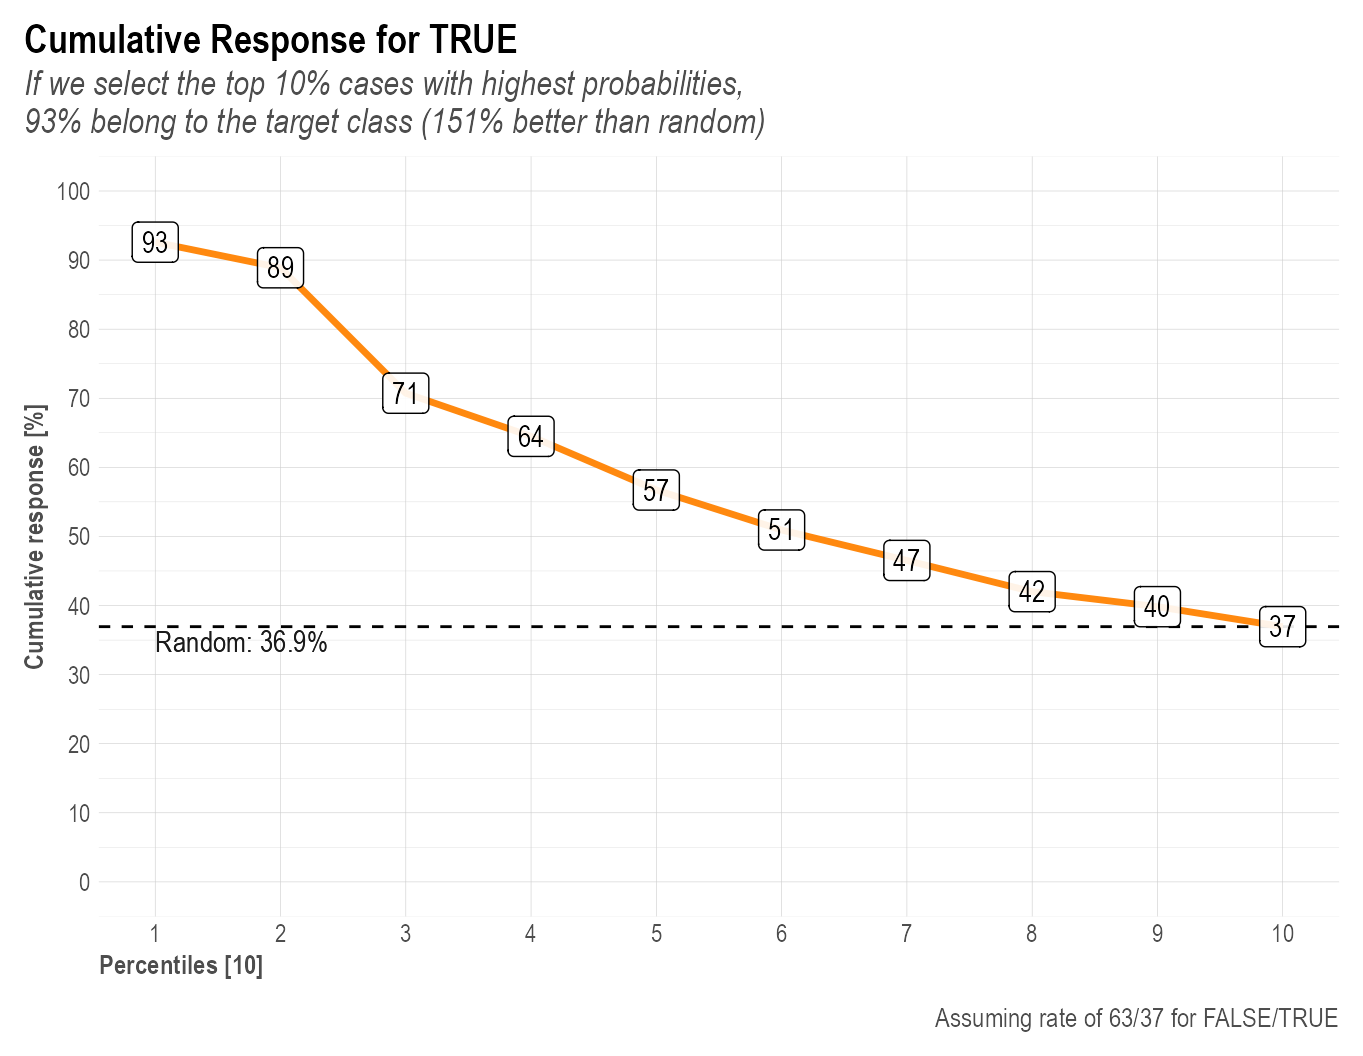 Cumulative Response for TRUE
If we select the top 10% cases with highest probabilities,
93% belong to the target class (151% better than random)
Cumulative response [%]
100
90
80
70
60
50
40
30
20
10
0
93
89
71
64
57
51
47
42
40
37
Random: 36.9%
1 2 3 4 5 6 7 8 9 10
Percentiles [10]
Assuming rate of 63/37 for FALSE/TRUE